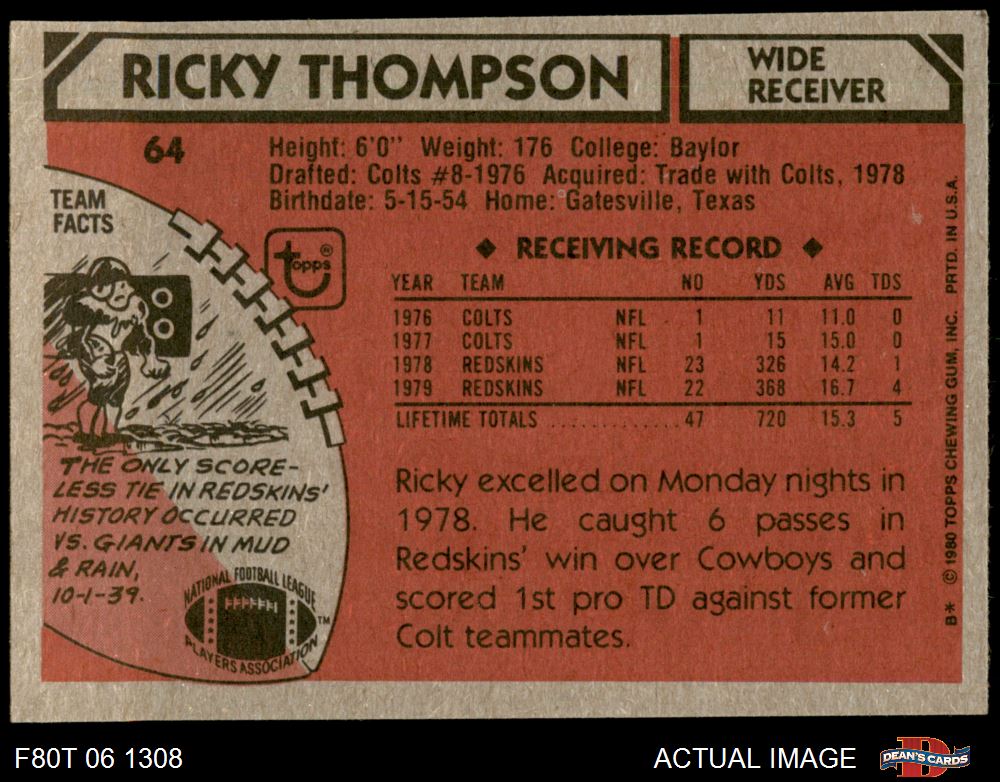 RICKY THOMPSON
WIDE
RECEIVER
64
Height: 6'0" Weight: 176 College: Baylor
Drafted: Colts #8-1976 Acquired: Trade with Colts, 1978
Birthdate: 5-15-54 Home: Gatesville, Texas
TEAM
FACTS
topps®
◆ RECEIVING RECORD ◆
YEAR TEAM NO YDS AVG TDS
1976 COLTS NFL 1 11 11.0 0
1977 COLTS NFL 1 15 15.0 0
1978 REDSKINS NFL 23 326 14.2 1
1979 REDSKINS NFL 22 368 16.7 4
LIFETIME TOTALS ............. 47 720 15.3 5
THE ONLY SCORE-
LESS TIE IN REDSKINS'
HISTORY OCCURRED
VS. GIANTS IN MUD
& RAIN,
10-1-39.
NATIONAL FOOTBALL LEAGUE
PLAYERS ASSOCIATION
TM
Ricky excelled on Monday nights in
1978. He caught 6 passes in
Redskins' win over Cowboys and
scored 1st pro TD against former
Colt teammates.
B* © 1980 TOPPS CHEWING GUM, INC. PRTD. IN U.S.A.
F80T 06 1308
ACTUAL IMAGE
D
DEAN'S CARDS